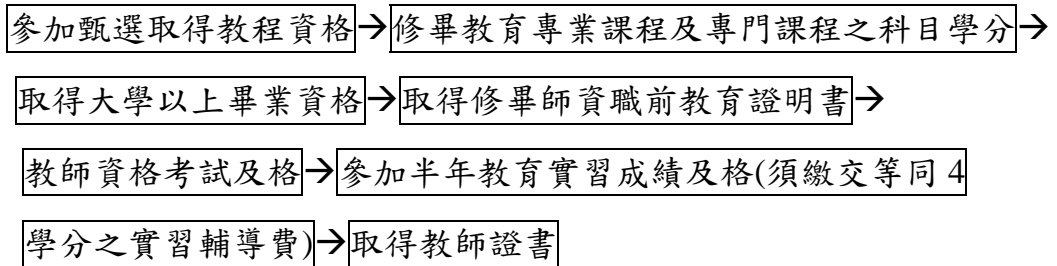 參加甄選取得教程資格→修畢教育專業課程及專門課程之科目學分→
取得大學以上畢業資格→取得修畢師資職前教育證明書→
教師資格考試及格→參加半年教育實習成績及格(須繳交等同 4
學分之實習輔導費)→取得教師證書